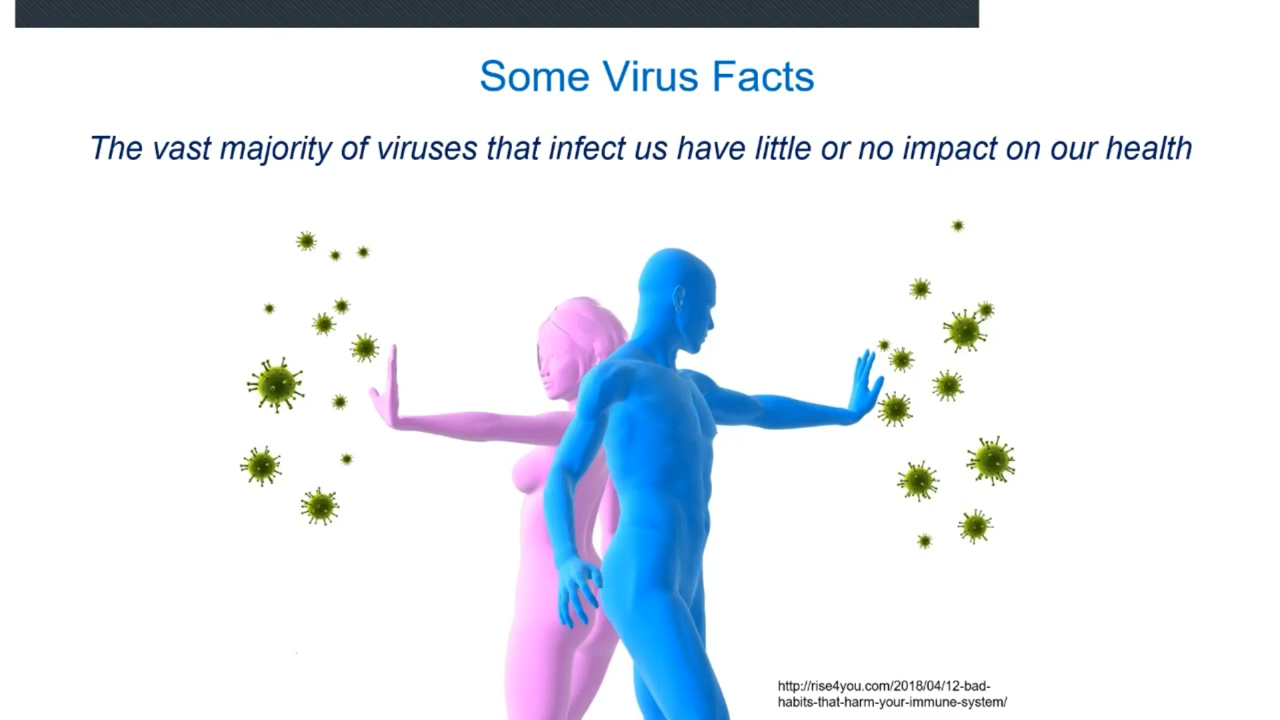 Some Virus Facts
The vast majority of viruses that infect us have little or no impact on our health
http://rise4you.com/2018/04/12-bad-
habits-that-harm-your-immune-system/